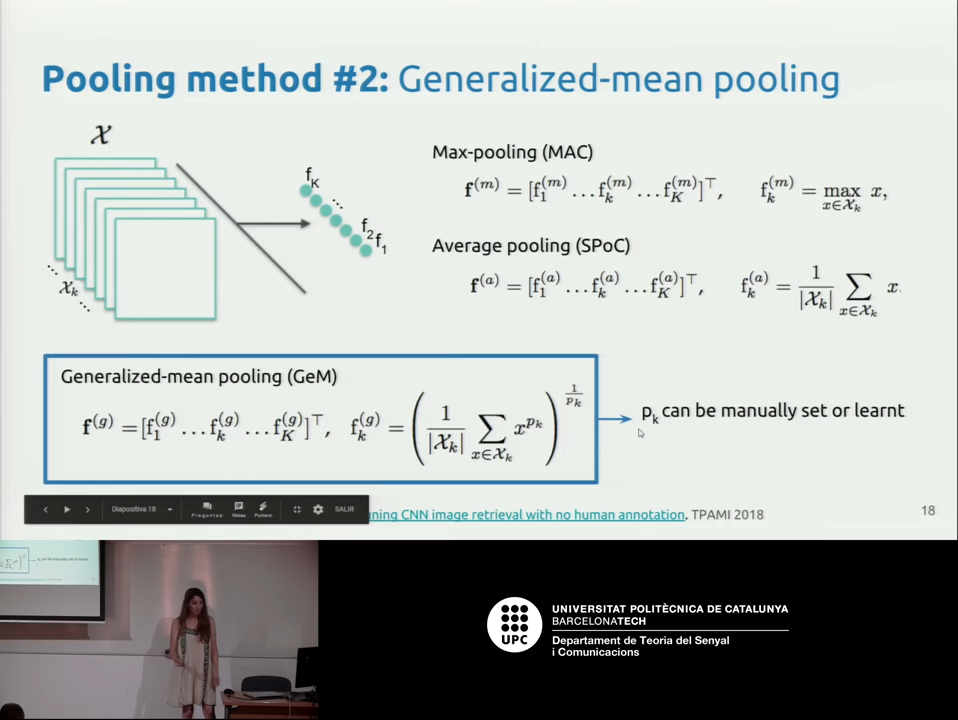 Pooling method #2: Generalized-mean pooling
𝒳
f_K
⋱
f_2
f_1
⋱
𝒳_k
⋱
Max-pooling (MAC)
f^(m) = [f_1^(m) … f_k^(m) … f_K^(m)]^⊤, f_k^(m) = max_{x∈𝒳_k} x,
Average pooling (SPoC)
f^(a) = [f_1^(a) … f_k^(a) … f_K^(a)]^⊤, f_k^(a) = 1/|𝒳_k| ∑_{x∈𝒳_k} x.
Generalized-mean pooling (GeM)
f^(g) = [f_1^(g) … f_k^(g) … f_K^(g)]^⊤, f_k^(g) = (1/|𝒳_k| ∑_{x∈𝒳_k} x^{p_k})^{1/p_k}
p_k can be manually set or learnt
Diapositiva 18
Preguntas
Notas
Puntero
SALIR
uning CNN image retrieval with no human annotation. TPAMI 2018
18
UPC
UNIVERSITAT POLITÈCNICA DE CATALUNYA
BARCELONATECH
Departament de Teoria del Senyal
i Comunicacions